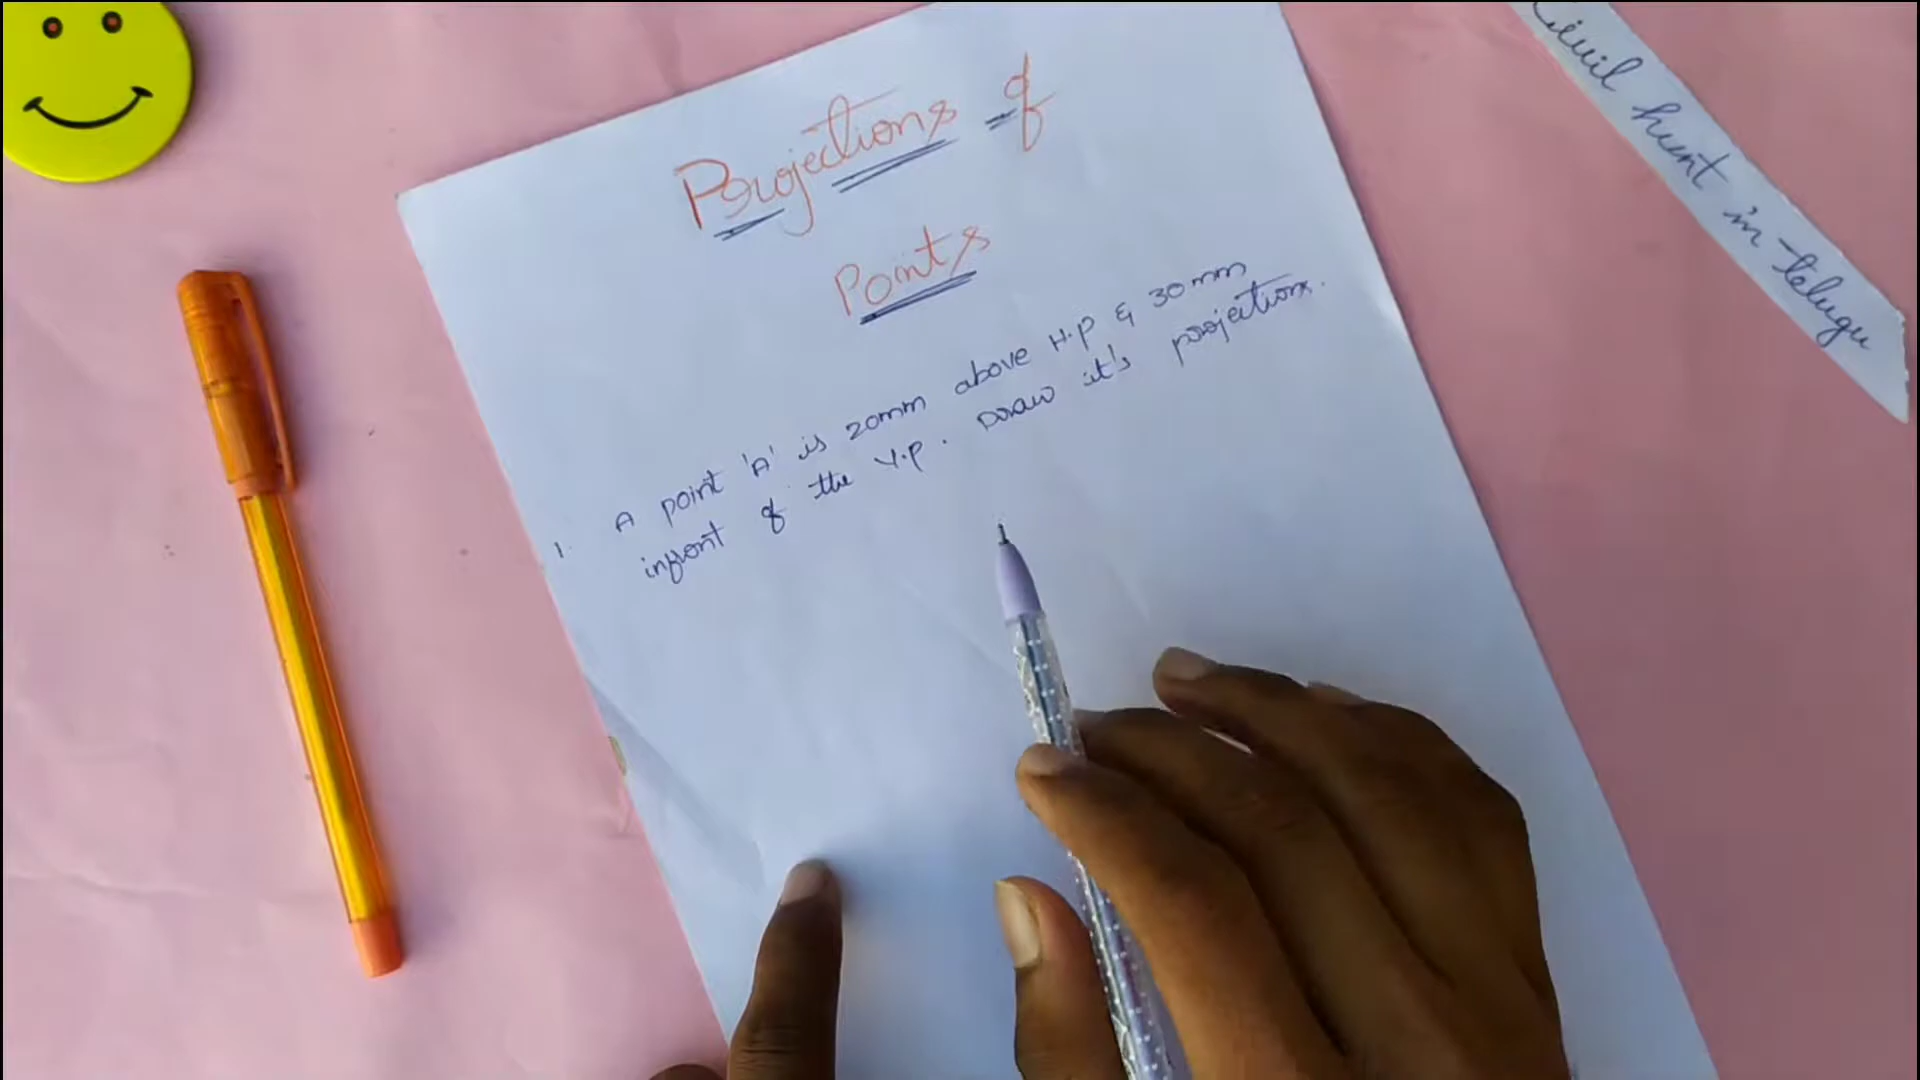 Projections of
Points
1. A point 'A' is 20mm above H.P & 30mm
infront of the V.P. Draw it's projections.
Civil hunt in telugu